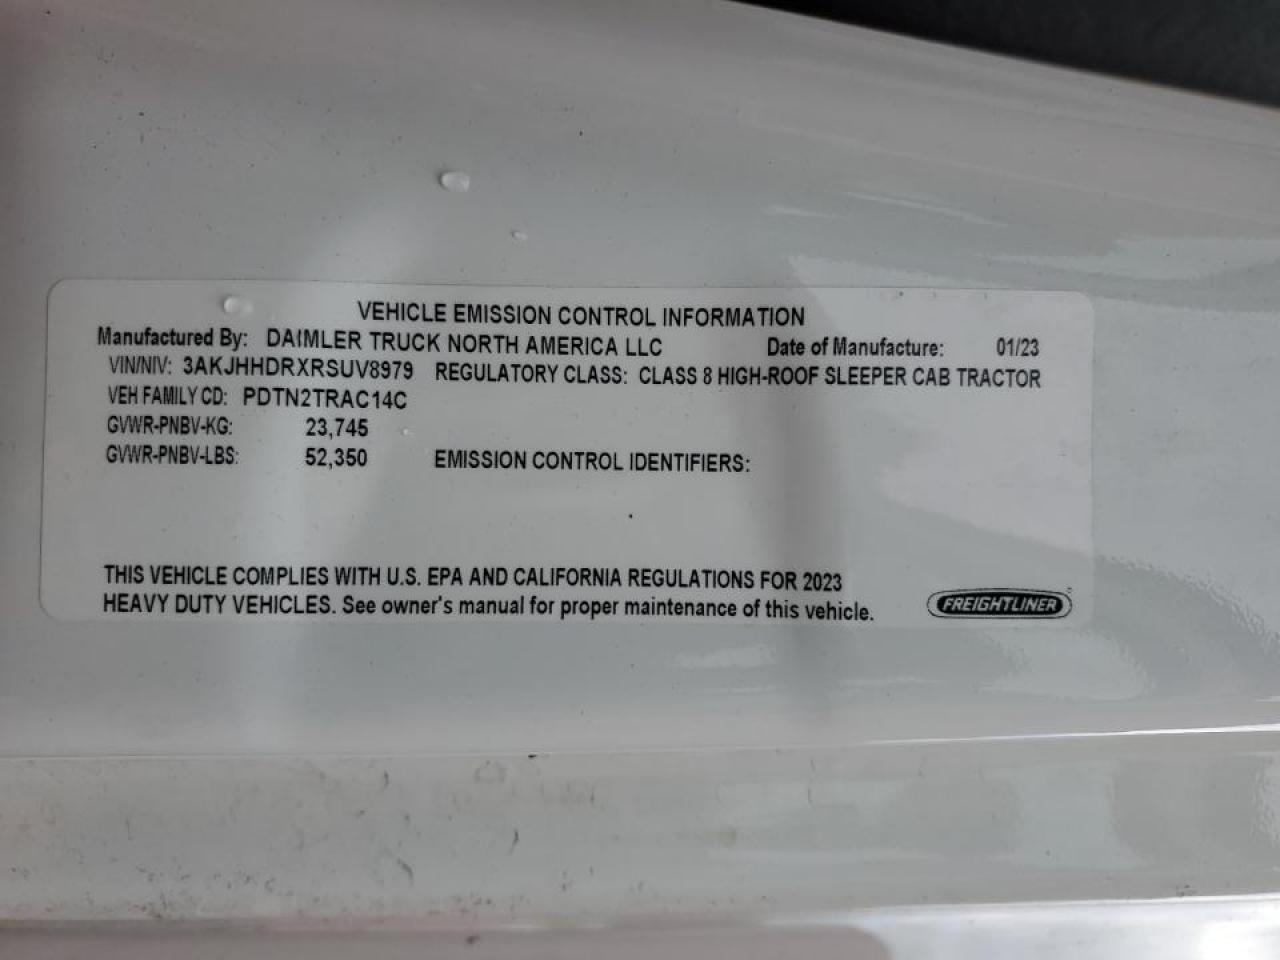 VEHICLE EMISSION CONTROL INFORMATION
Manufactured By: DAIMLER TRUCK NORTH AMERICA LLC Date of Manufacture: 01/23
VIN/NIV: 3AKJHHDRXRSUV8979 REGULATORY CLASS: CLASS 8 HIGH-ROOF SLEEPER CAB TRACTOR
VEH FAMILY CD: PDTN2TRAC14C
GVWR-PNBV-KG: 23,745
GVWR-PNBV-LBS: 52,350 EMISSION CONTROL IDENTIFIERS:
THIS VEHICLE COMPLIES WITH U.S. EPA AND CALIFORNIA REGULATIONS FOR 2023
HEAVY DUTY VEHICLES. See owner's manual for proper maintenance of this vehicle.
FREIGHTLINER